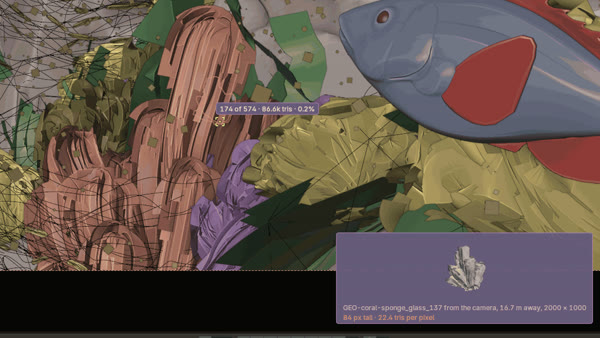 174 of 574 · 86.6k tris · 0.2%
GEO-coral-sponge_glass_137 from the camera, 16.7 m away, 2000 × 1000
84 px tall · 22.4 tris per pixel